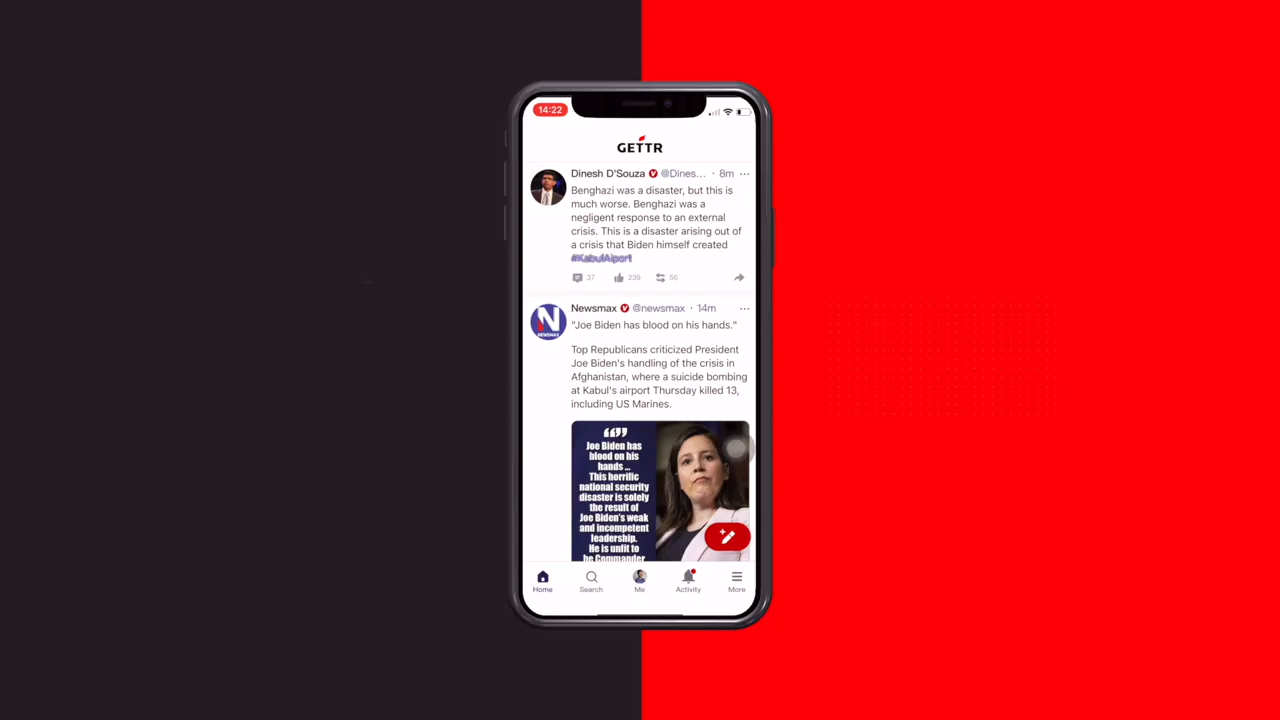 14:22
GETTR
Dinesh D'Souza @Dines... · 8m ...
Benghazi was a disaster, but this is
much worse. Benghazi was a
negligent response to an external
crisis. This is a disaster arising out of
a crisis that Biden himself created
#KabulAiport
37 239 56
Newsmax @newsmax · 14m ...
"Joe Biden has blood on his hands."
Top Republicans criticized President
Joe Biden's handling of the crisis in
Afghanistan, where a suicide bombing
at Kabul's airport Thursday killed 13,
including US Marines.
N
NEWSMAX
Joe Biden has
blood on his
hands ...
This horrific
national security
disaster is solely
the result of
Joe Biden's weak
and incompetent
leadership.
He is unfit to
be Commander
Home Search Me Activity More